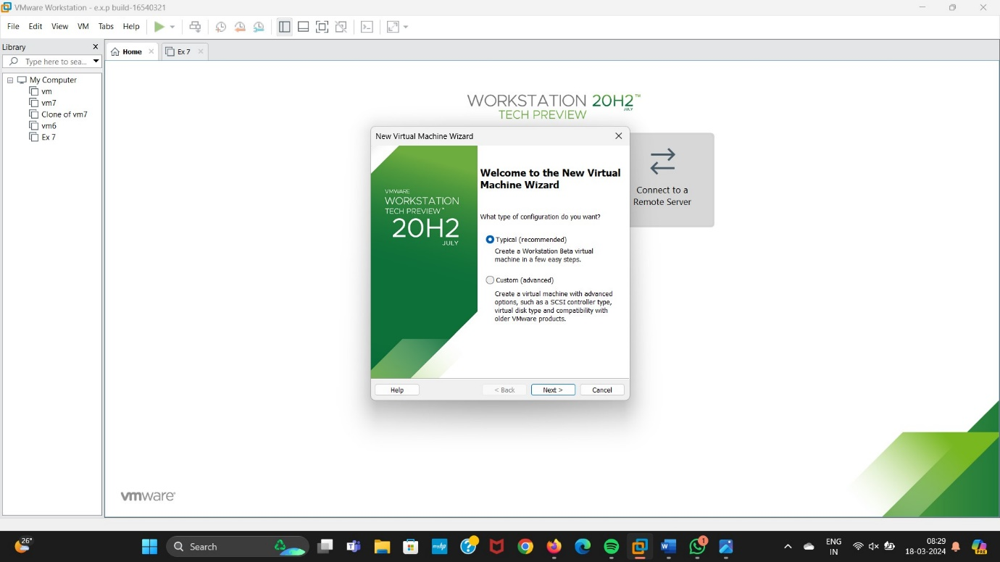 VMware Workstation - e.x.p build-16540321
File Edit View VM Tabs Help
Library
Home
Ex 7
Type here to sea...
My Computer
vm
vm7
Clone of vm7
vm6
Ex 7
WORKSTATION 20H2™
JULY
TECH PREVIEW
New Virtual Machine Wizard
VMWARE
WORKSTATION
TECH PREVIEW™
20H2
JULY
Welcome to the New Virtual
Machine Wizard
What type of configuration do you want?
Typical (recommended)
Create a Workstation Beta virtual
machine in a few easy steps.
Custom (advanced)
Create a virtual machine with advanced
options, such as a SCSI controller type,
virtual disk type and compatibility with
older VMware products.
Help
< Back
Next >
Cancel
Connect to a
Remote Server
vmware
26°
Search
myhp
1
ENG
IN
08:29
18-03-2024
PRE